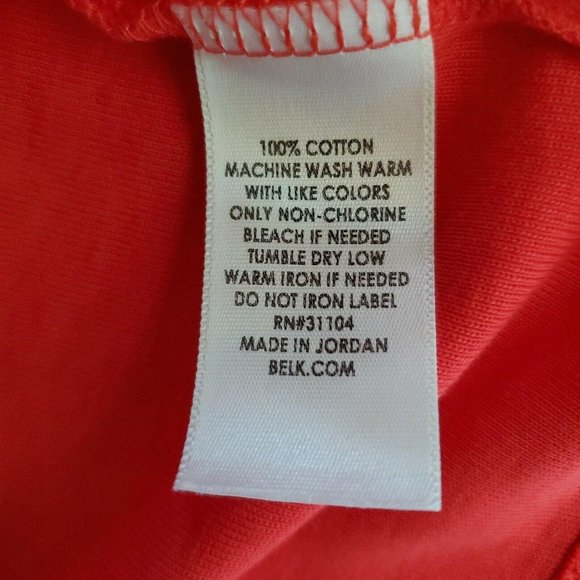 100% COTTON
MACHINE WASH WARM
WITH LIKE COLORS
ONLY NON-CHLORINE
BLEACH IF NEEDED
TUMBLE DRY LOW
WARM IRON IF NEEDED
DO NOT IRON LABEL
RN#31104
MADE IN JORDAN
BELK.COM